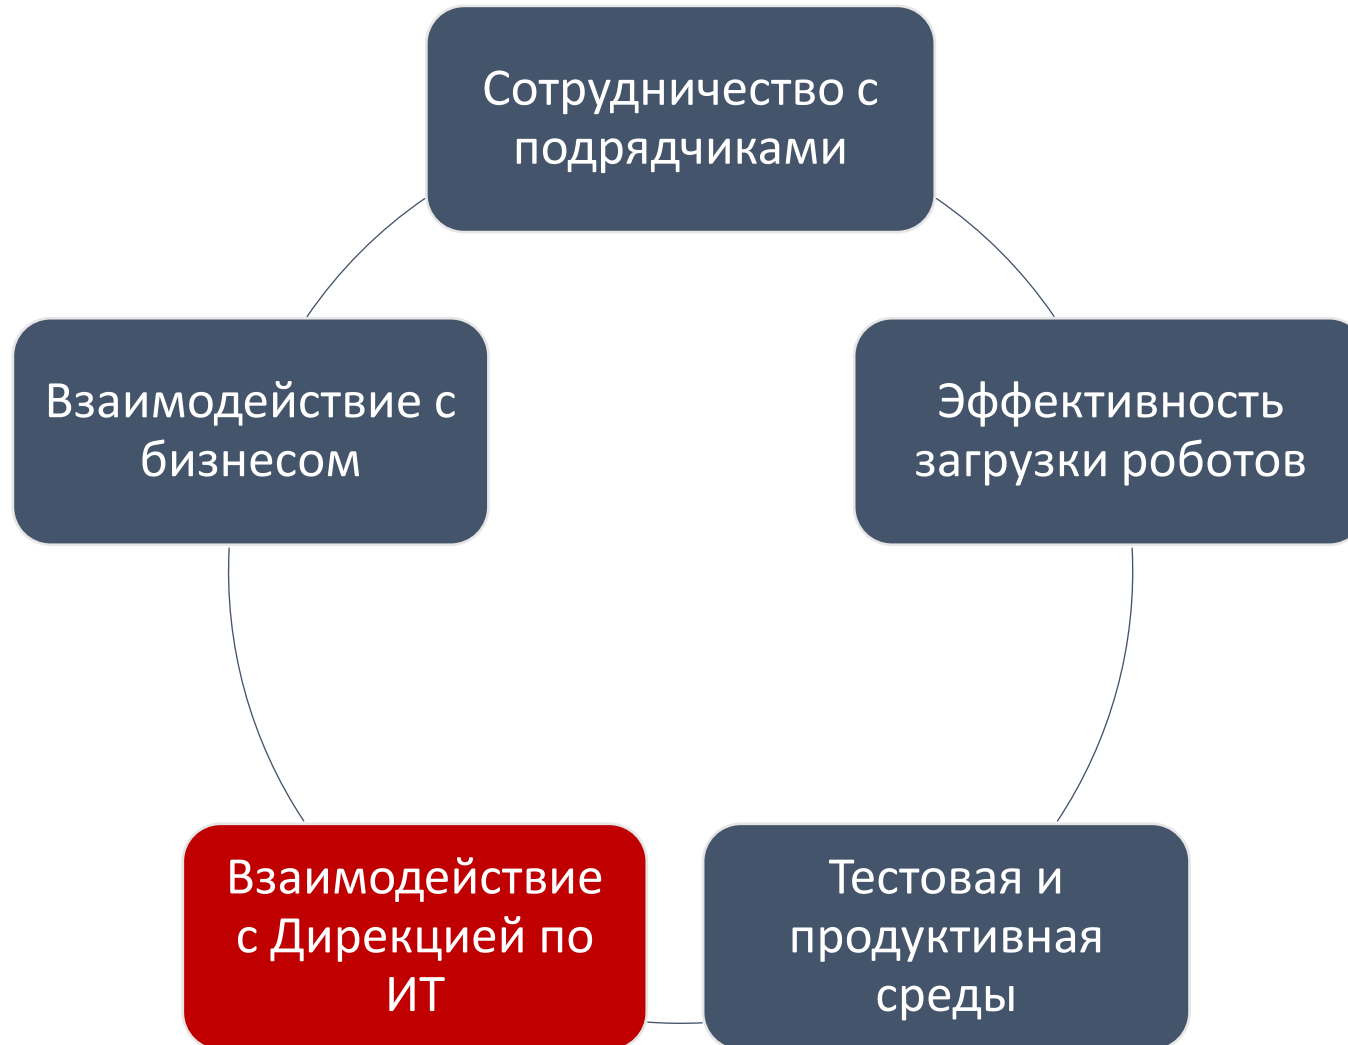 Сотрудничество с
подрядчиками
Взаимодействие с
бизнесом
Эффективность
загрузки роботов
Взаимодействие
с Дирекцией по
ИТ
Тестовая и
продуктивная
среды